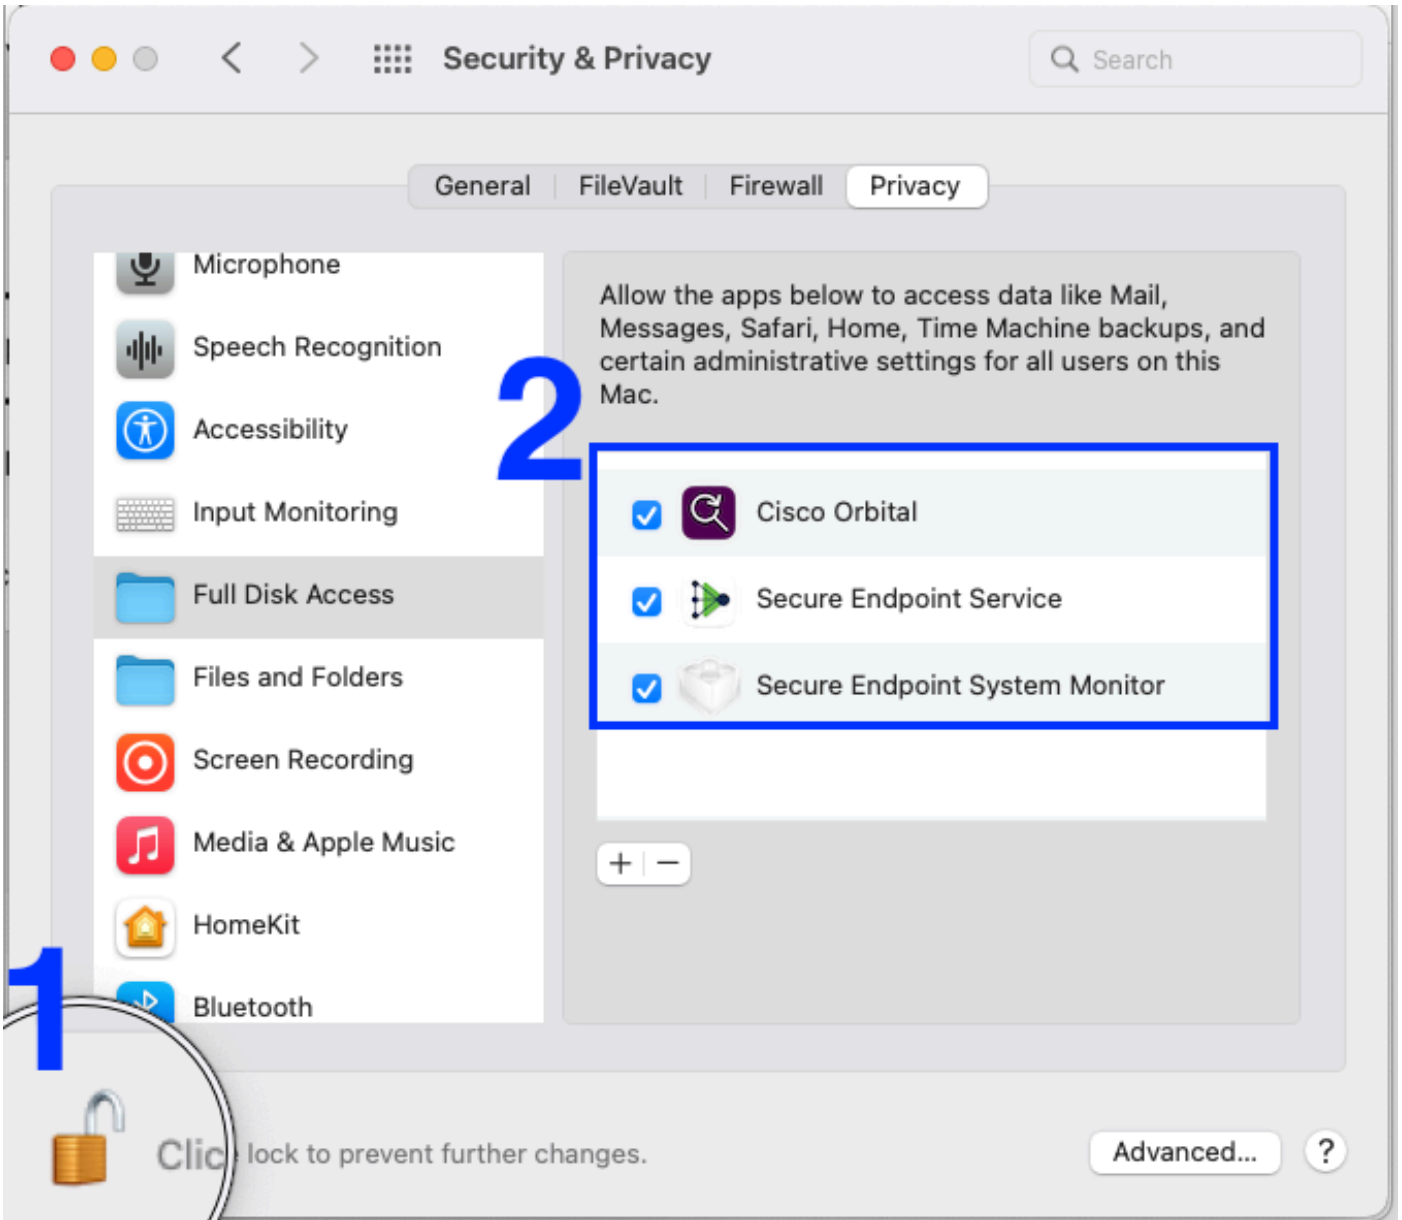 Security & Privacy
Search
General
FileVault
Firewall
Privacy
Microphone
Speech Recognition
Accessibility
Input Monitoring
Full Disk Access
Files and Folders
Screen Recording
Media & Apple Music
HomeKit
Bluetooth
2
Allow the apps below to access data like Mail,
Messages, Safari, Home, Time Machine backups, and
certain administrative settings for all users on this
Mac.
Cisco Orbital
Secure Endpoint Service
Secure Endpoint System Monitor
+ −
1
Clic lock to prevent further changes.
Advanced...
?